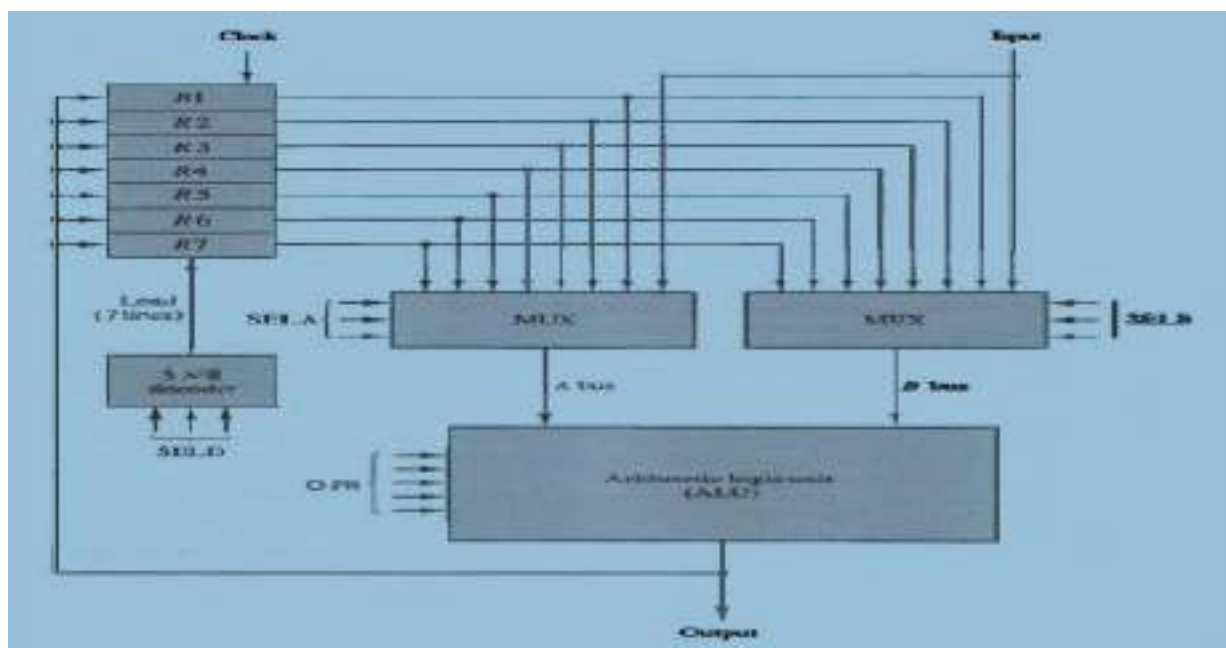 Clock
Input
R1
R2
R3
R4
R5
R6
R7
Load
(7 lines)
SELA
MUX
MUX
SELB
3 x 8
decoder
A bus
B bus
SELD
OPR
Arithmetic logic unit
(ALU)
Output